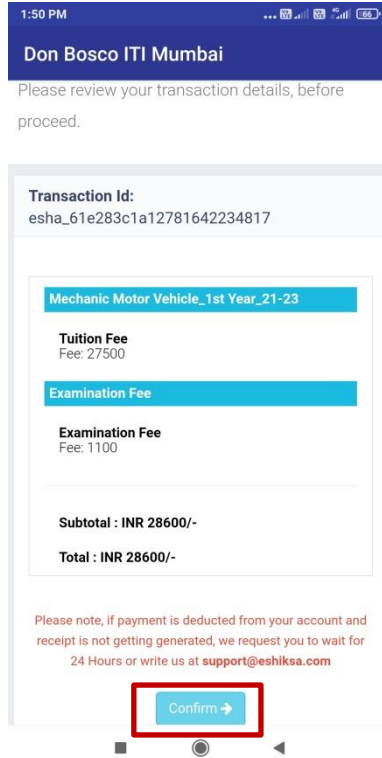 1:50 PM
66
Don Bosco ITI Mumbai
Please review your transaction details, before
proceed.
Transaction Id:
esha_61e283c1a12781642234817
Mechanic Motor Vehicle_1st Year_21-23
Tuition Fee
Fee: 27500
Examination Fee
Examination Fee
Fee: 1100
Subtotal : INR 28600/-
Total : INR 28600/-
Please note, if payment is deducted from your account and
receipt is not getting generated, we request you to wait for
24 Hours or write us at support@eshiksa.com
Confirm →